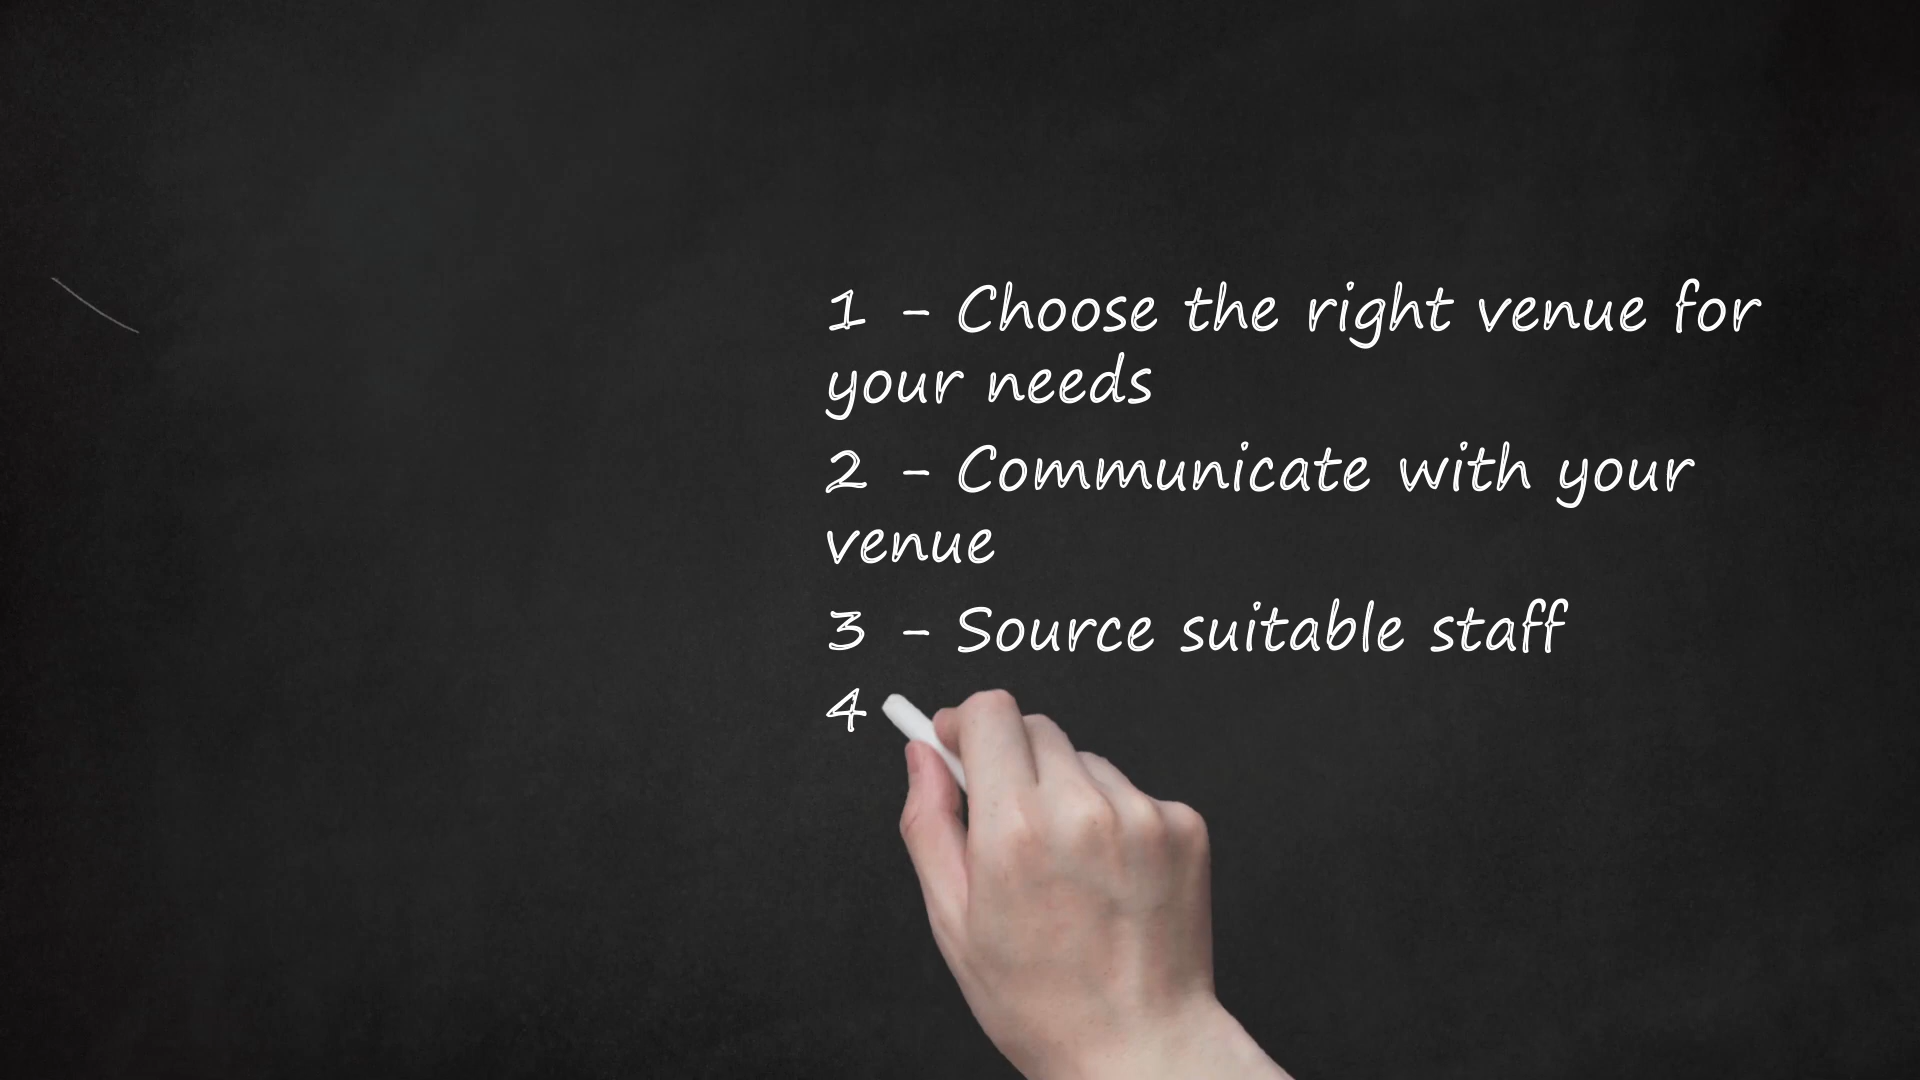 1 - Choose the right venue for
your needs
2 - Communicate with your
venue
3 - Source suitable staff
4